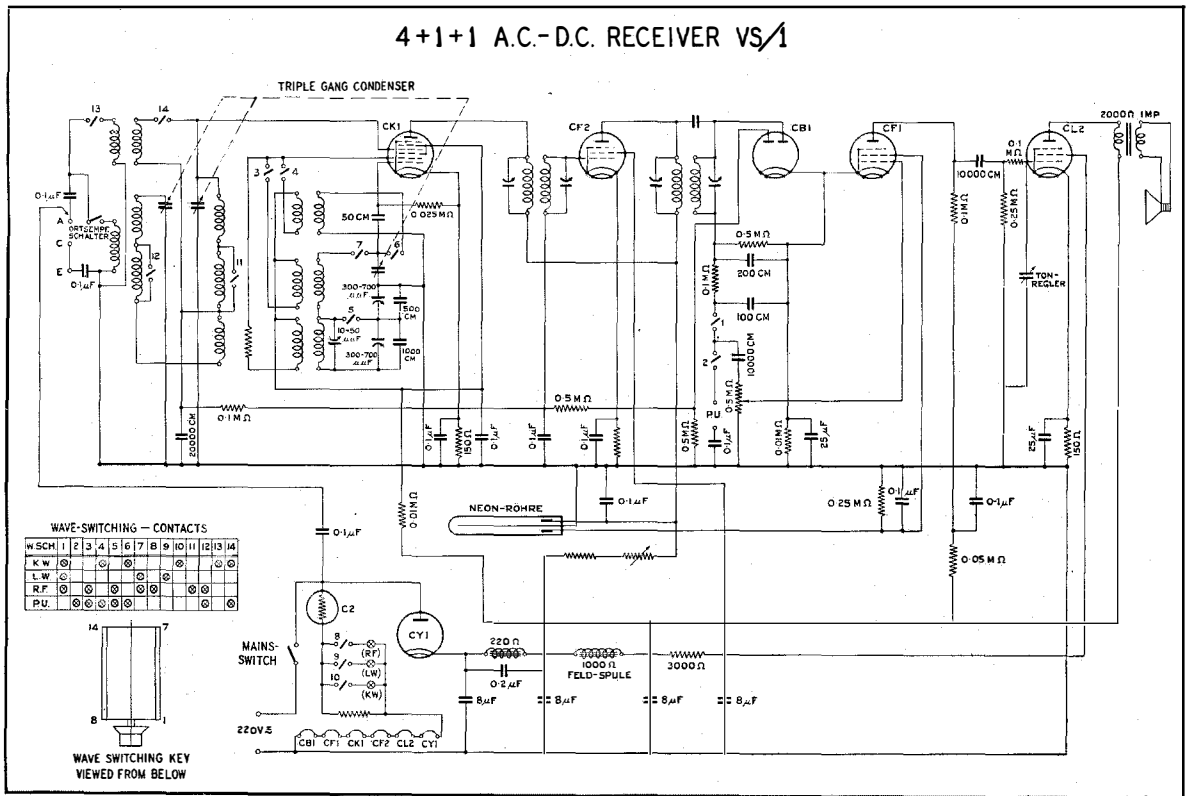 4+1+1 A.C.-D.C. RECEIVER VS/1
TRIPLE GANG CONDENSER
13
14
CK1
CF2
CB1
CF1
CL2
2000Ω IMP
3
4
0·1µF
A
ORTSEMPF.
SCHALTER
C
E
0·1µF
12
11
50 CM
0·025MΩ
7
6
300-700
µµF
500
CM
5
10-50
µµF
300-700
µµF
1000
CM
0·5MΩ
200 CM
0·1MΩ
100 CM
1
2
10000CM
0·5MΩ
P.U.
0·1MΩ
10000 CM
0·25MΩ
0·1
MΩ
TON-
REGLER
0·1MΩ
20000 CM
0·5MΩ
0·1µF
150Ω
0·1µF
0·1µF
0·1µF
0·5MΩ
0·1µF
0·01MΩ
25µF
25µF
150Ω
0·1µF
0·01MΩ
NEON-RÖHRE
0·1µF
0·25MΩ
0·1µF
0·1µF
0·05MΩ
WAVE-SWITCHING — CONTACTS
W.SCH. 1 2 3 4 5 6 7 8 9 10 11 12 13 14
K.W
L.W
R.F.
P.U.
14
7
8
1
WAVE SWITCHING KEY
VIEWED FROM BELOW
MAINS-
SWITCH
C2
CY1
8
(RF)
9
(LW)
10
(KW)
220Ω
0·2µF
1000Ω
FELD-SPULE
3000Ω
8µF
8µF
8µF
8µF
220V
CB1 CF1 CK1 CF2 CL2 CY1